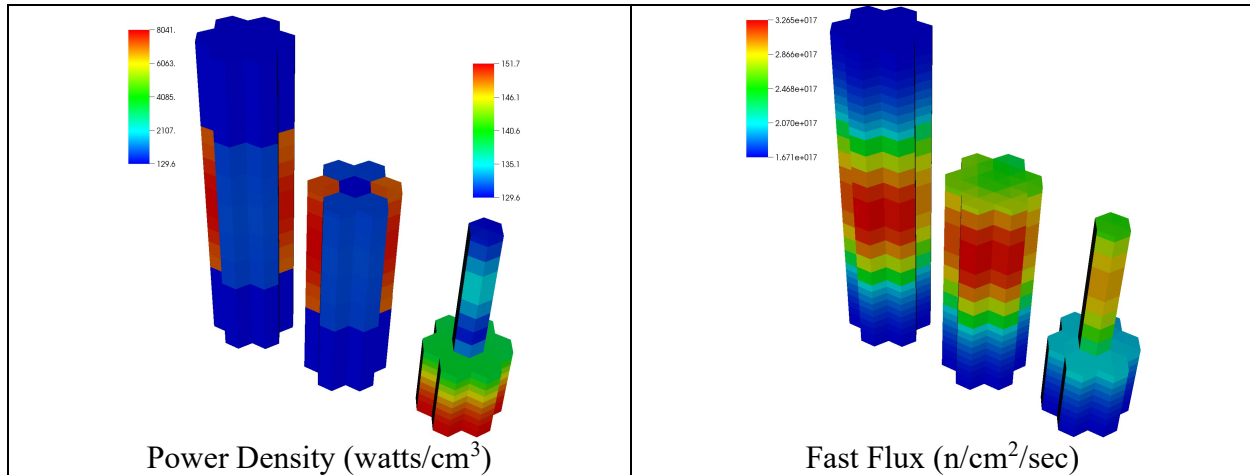 8041.
6063.
4085.
2107.
129.6
151.7
146.1
140.6
135.1
129.6
Power Density (watts/cm³)
3.265e+017
2.866e+017
2.468e+017
2.070e+017
1.671e+017
Fast Flux (n/cm²/sec)